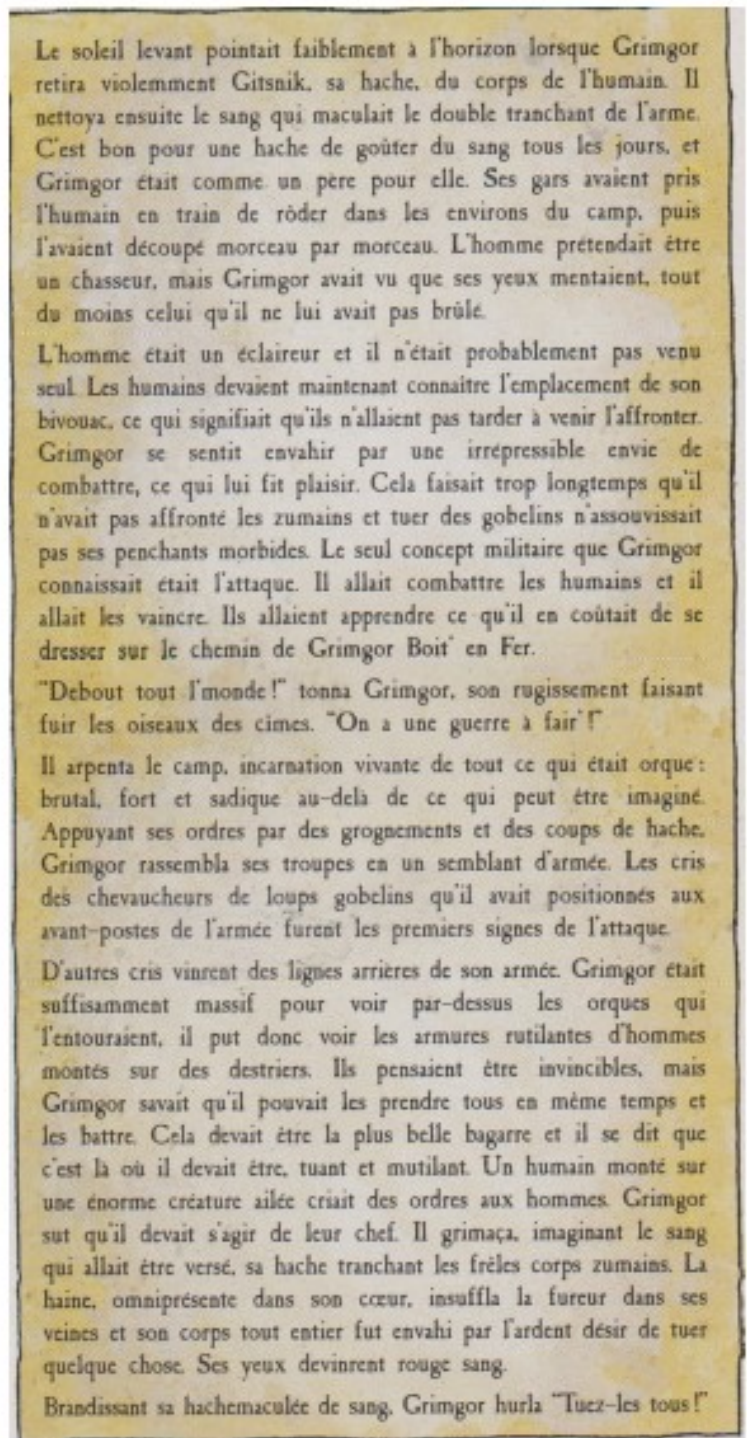 Le soleil levant pointait faiblement à l'horizon lorsque Grimgor
retira violemment Gitsnik, sa hache, du corps de l'humain. Il
nettoya ensuite le sang qui maculait le double tranchant de l'arme.
C'est bon pour une hache de goûter du sang tous les jours, et
Grimgor était comme un père pour elle. Ses gars avaient pris
l'humain en train de rôder dans les environs du camp, puis
l'avaient découpé morceau par morceau. L'homme prétendait être
un chasseur, mais Grimgor avait vu que ses yeux mentaient, tout
du moins celui qu'il ne lui avait pas brûlé.
L'homme était un éclaireur et il n'était probablement pas venu
seul. Les humains devaient maintenant connaître l'emplacement de son
bivouac, ce qui signifiait qu'ils n'allaient pas tarder à venir l'affronter.
Grimgor se sentit envahir par une irrépressible envie de
combattre, ce qui lui fit plaisir. Cela faisait trop longtemps qu'il
n'avait pas affronté les zumains et tuer des gobelins n'assouvissait
pas ses penchants morbides. Le seul concept militaire que Grimgor
connaissait était l'attaque. Il allait combattre les humains et il
allait les vaincre. Ils allaient apprendre ce qu'il en coûtait de se
dresser sur le chemin de Grimgor Boit' en Fer.
"Debout tout l'monde !" tonna Grimgor, son rugissement faisant
fuir les oiseaux des cimes. "On a une guerre à fair' !"
Il arpenta le camp, incarnation vivante de tout ce qui était orque :
brutal, fort et sadique au-delà de ce qui peut être imaginé.
Appuyant ses ordres par des grognements et des coups de hache,
Grimgor rassembla ses troupes en un semblant d'armée. Les cris
des chevaucheurs de loups gobelins qu'il avait positionnés aux
avant-postes de l'armée furent les premiers signes de l'attaque.
D'autres cris vinrent des lignes arrières de son armée. Grimgor était
suffisamment massif pour voir par-dessus les orques qui
l'entouraient, il put donc voir les armures rutilantes d'hommes
montés sur des destriers. Ils pensaient être invincibles, mais
Grimgor savait qu'il pouvait les prendre tous en même temps et
les battre. Cela devait être la plus belle bagarre et il se dit que
c'est là où il devait être, tuant et mutilant. Un humain monté sur
une énorme créature ailée criait des ordres aux hommes. Grimgor
sut qu'il devait s'agir de leur chef. Il grimaça, imaginant le sang
qui allait être versé, sa hache tranchant les frêles corps zumains. La
haine, omniprésente dans son cœur, insuffla la fureur dans ses
veines et son corps tout entier fut envahi par l'ardent désir de tuer
quelque chose. Ses yeux devinrent rouge sang.
Brandissant sa hachemaculée de sang, Grimgor hurla "Tuez-les tous !"